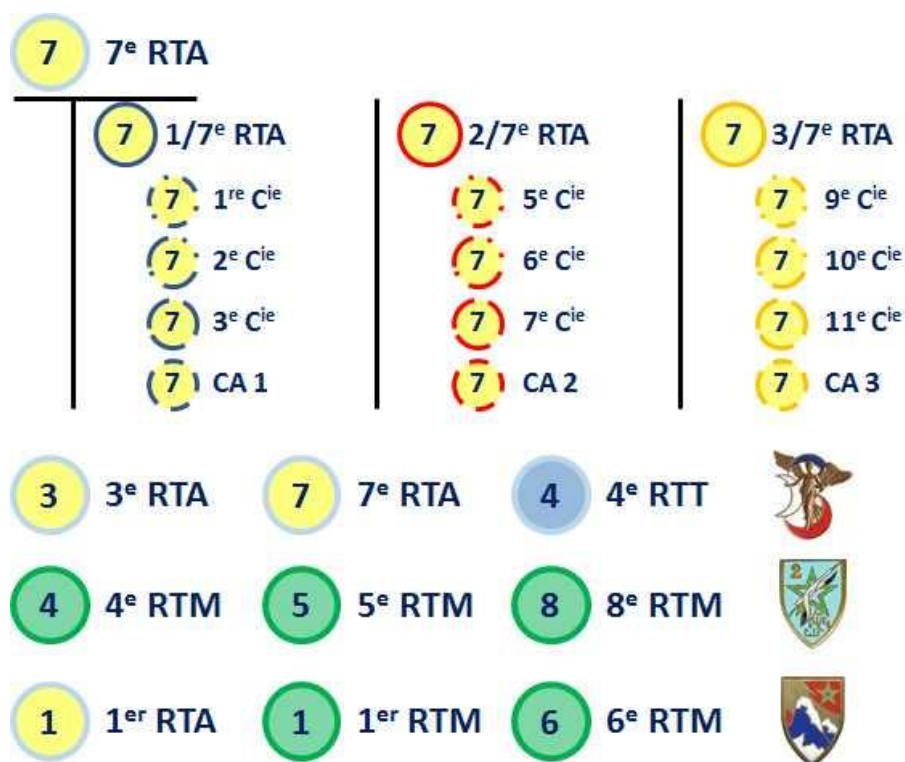 7 7ᵉ RTA
7 1/7ᵉ RTA 7 2/7ᵉ RTA 7 3/7ᵉ RTA
7 1ʳᵉ Cⁱᵉ 7 5ᵉ Cⁱᵉ 7 9ᵉ Cⁱᵉ
7 2ᵉ Cⁱᵉ 7 6ᵉ Cⁱᵉ 7 10ᵉ Cⁱᵉ
7 3ᵉ Cⁱᵉ 7 7ᵉ Cⁱᵉ 7 11ᵉ Cⁱᵉ
7 CA 1 7 CA 2 7 CA 3
3 3ᵉ RTA 7 7ᵉ RTA 4 4ᵉ RTT
4 4ᵉ RTM 5 5ᵉ RTM 8 8ᵉ RTM 2
1 1ᵉʳ RTA 1 1ᵉʳ RTM 6 6ᵉ RTM